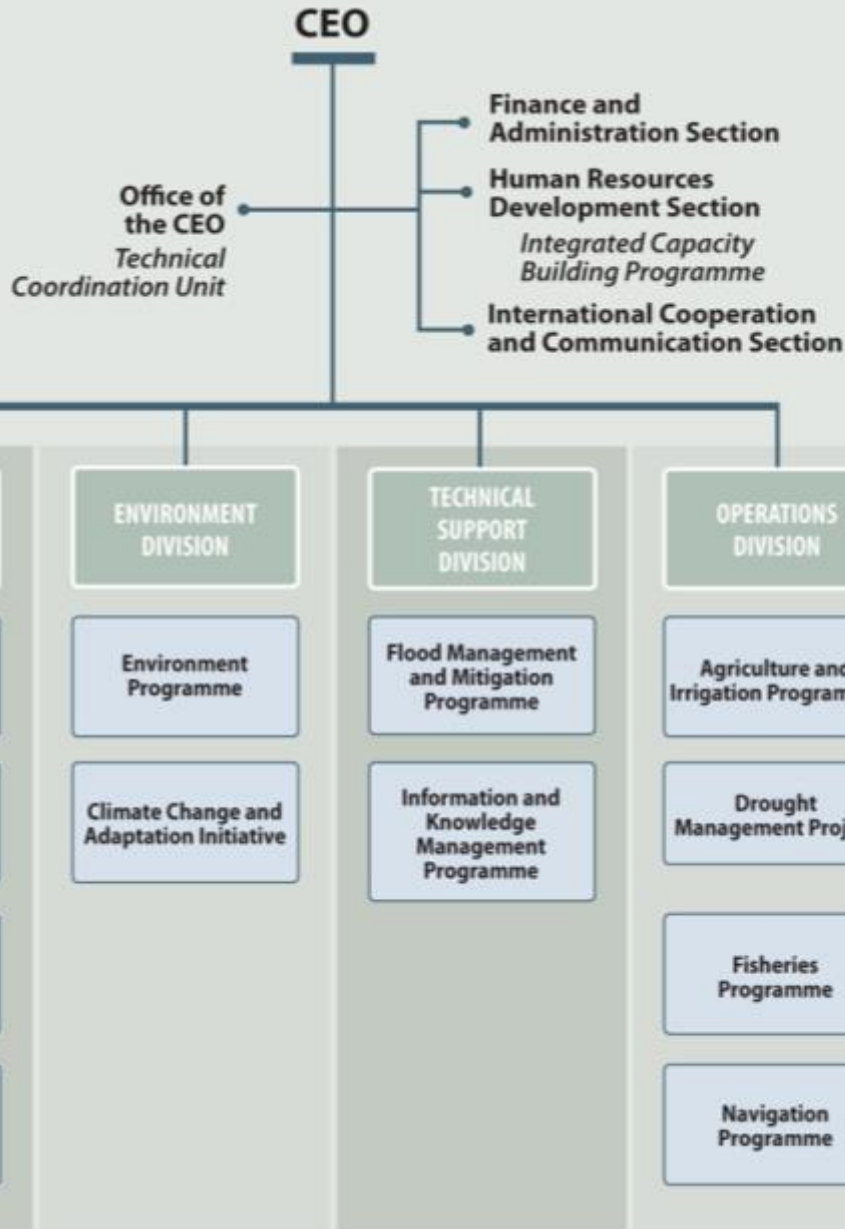 CEO
Finance and
Administration Section
Human Resources
Development Section
Integrated Capacity
Building Programme
International Cooperation
and Communication Section
Office of
the CEO
Technical
Coordination Unit
ENVIRONMENT
DIVISION
Environment
Programme
Climate Change and
Adaptation Initiative
TECHNICAL
SUPPORT
DIVISION
Flood Management
and Mitigation
Programme
Information and
Knowledge
Management
Programme
OPERATIONS
DIVISION
Agriculture and
Irrigation
Drought
Management
Fisheries
Programme
Navigation
Programme